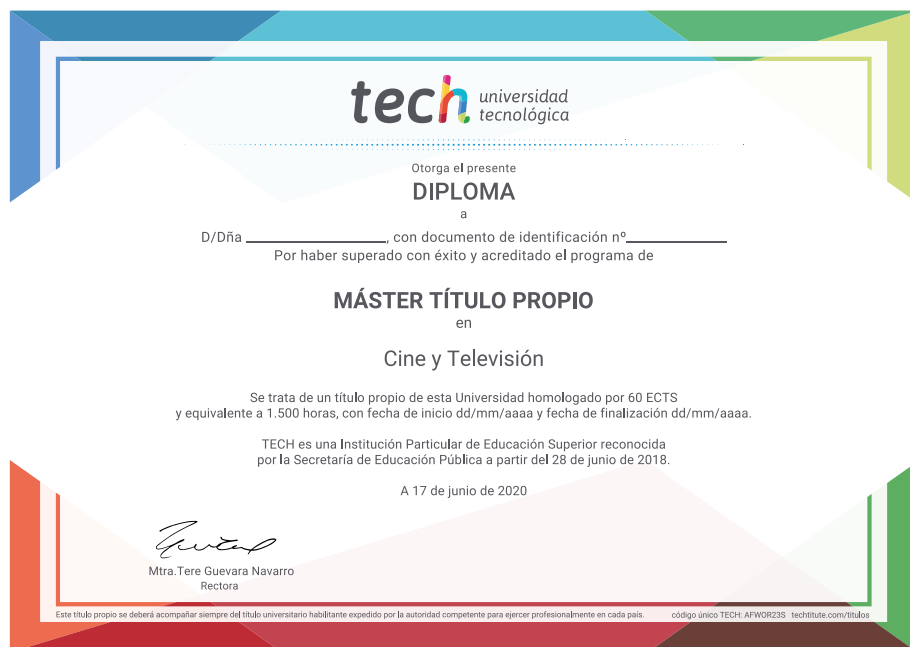 tech universidad
tecnológica
Otorga el presente
DIPLOMA
a
D/Dña ________________, con documento de identificación nº____________
Por haber superado con éxito y acreditado el programa de
MÁSTER TÍTULO PROPIO
en
Cine y Televisión
Se trata de un título propio de esta Universidad homologado por 60 ECTS
y equivalente a 1.500 horas, con fecha de inicio dd/mm/aaaa y fecha de finalización dd/mm/aaaa.
TECH es una Institución Particular de Educación Superior reconocida
por la Secretaría de Educación Pública a partir del 28 de junio de 2018.
A 17 de junio de 2020
Mtra.Tere Guevara Navarro
Rectora
Este título propio se deberá acompañar siempre del título universitario habilitante expedido por la autoridad competente para ejercer profesionalmente en cada país. código único TECH: AFWOR23S techtitute.com/titulos